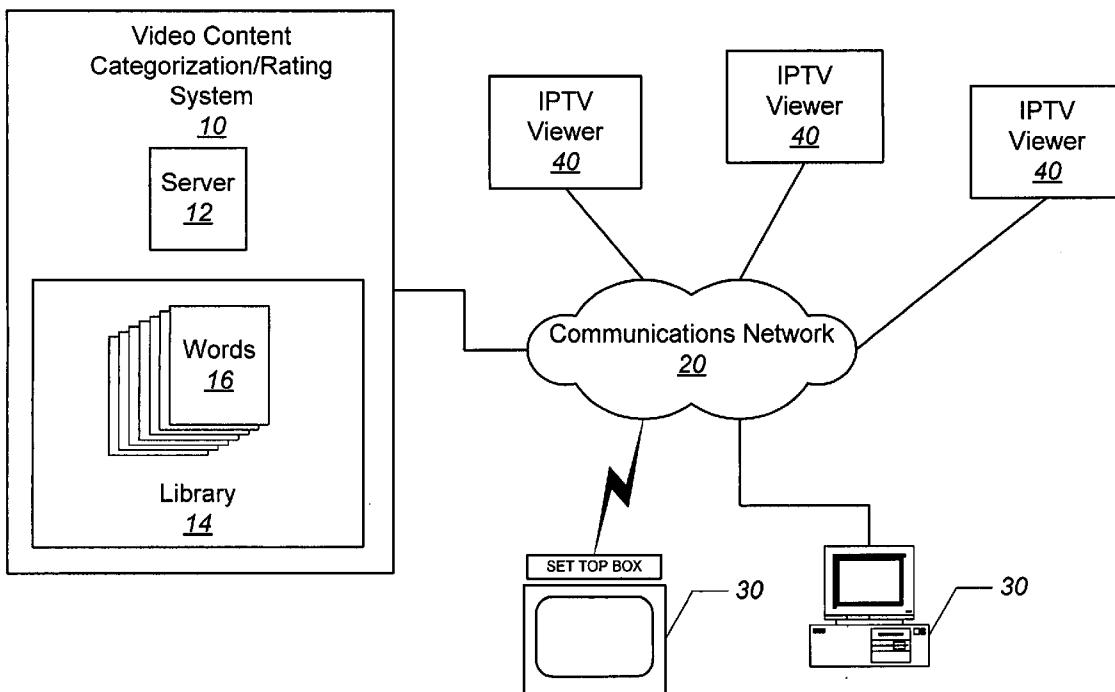 Video Content
Categorization/Rating
System
10
Server
12
Words
16
Library
14
IPTV
Viewer
40
IPTV
Viewer
40
IPTV
Viewer
40
Communications Network
20
SET TOP BOX
30
30